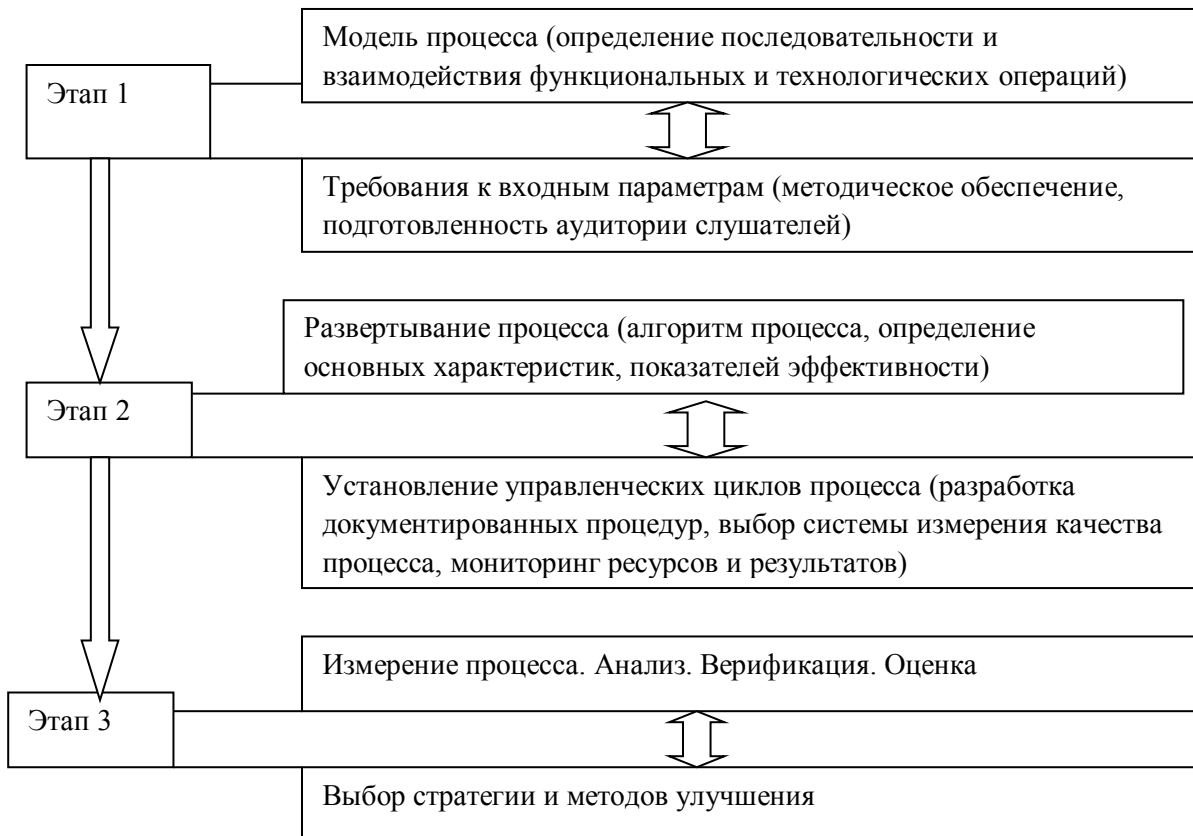 Модель процесса (определение последовательности и
взаимодействия функциональных и технологических операций)
Этап 1
Требования к входным параметрам (методическое обеспечение,
подготовленность аудитории слушателей)
Развертывание процесса (алгоритм процесса, определение
основных характеристик, показателей эффективности)
Этап 2
Установление управленческих циклов процесса (разработка
документированных процедур, выбор системы измерения качества
процесса, мониторинг ресурсов и результатов)
Измерение процесса. Анализ. Верификация. Оценка
Этап 3
Выбор стратегии и методов улучшения